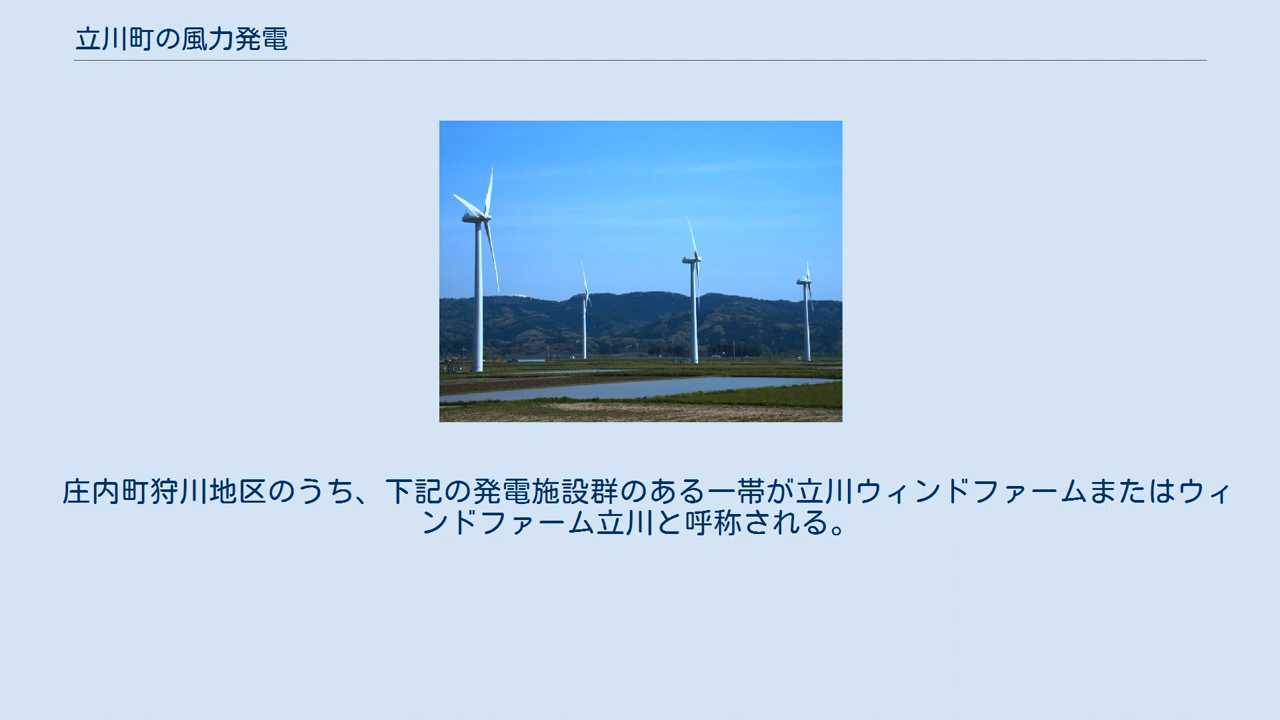 立川町の風力発電
庄内町狩川地区のうち、下記の発電施設群のある一帯が立川ウィンドファームまたはウィ
ンドファーム立川と呼称される。